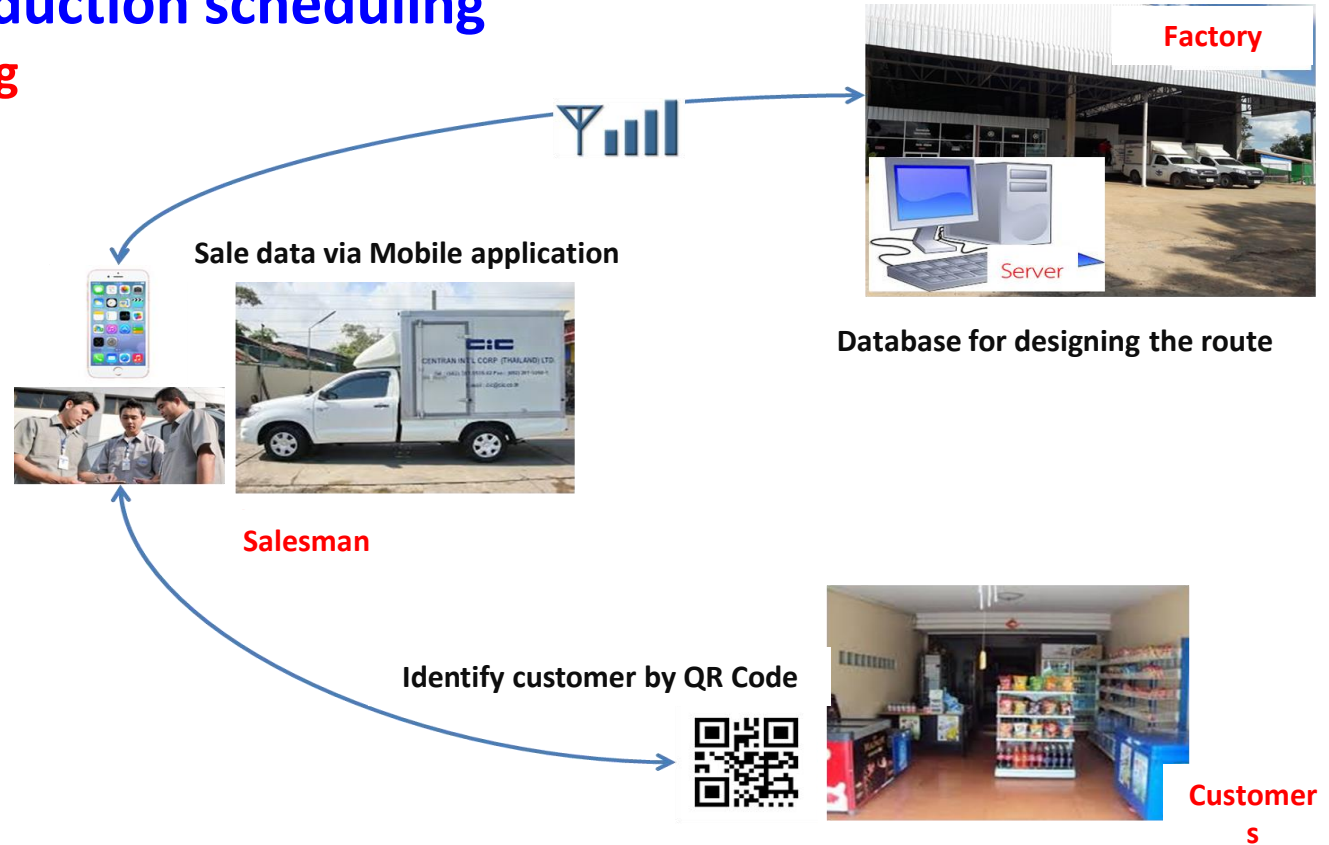 duction scheduling
g
Factory
Server
Sale data via Mobile application
CENTRAN INT'L CORP (THAILAND) LTD.
Database for designing the route
Salesman
Identify customer by QR Code
Customer
s